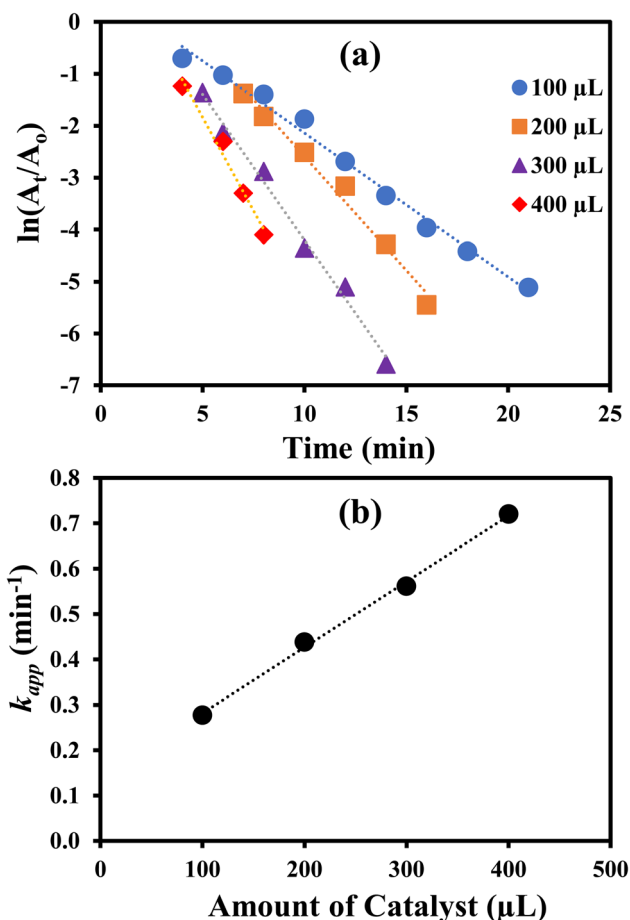 (a)
0
-1
-2
-3
-4
-5
-6
-7
ln(Aₜ/Aₒ)
100 µL
200 µL
300 µL
400 µL
0 5 10 15 20 25
Time (min)
(b)
0.8
0.7
0.6
0.5
0.4
0.3
0.2
0.1
0.0
k_app (min⁻¹)
0 100 200 300 400 500
Amount of Catalyst (µL)